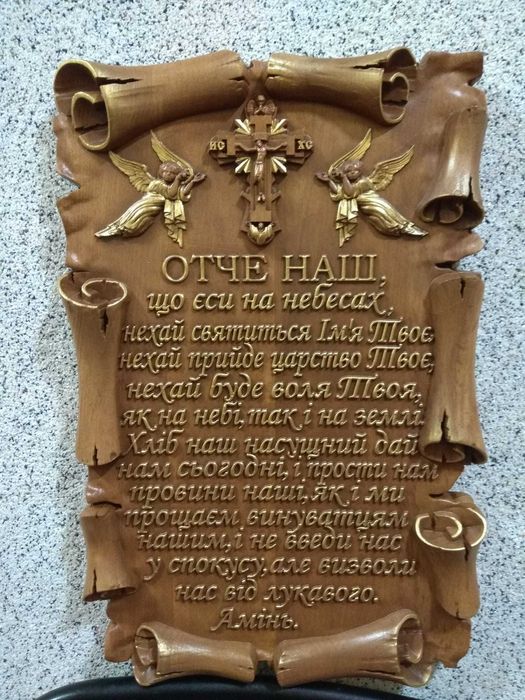 ИС ХС
ОТЧЕ НАШ,
що єси на небесах,
нехай святиться Ім'я Твоє,
нехай прийде царство Твоє,
нехай буде воля Твоя,
як на небі, так і на землі.
Хліб наш насущний дай
нам сьогодні, і прости нам
провини наші, як і ми
прощаєм винуватцям
нашим, і не введи нас
у спокусу, але визволи
нас від лукавого.
Амінь.